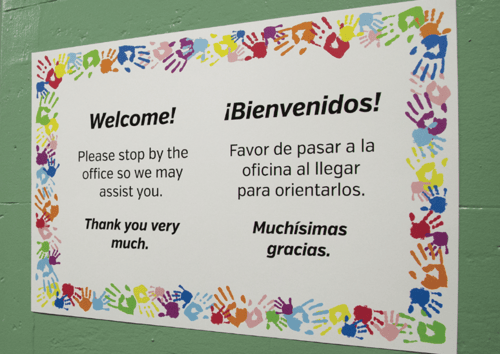 Welcome!
Please stop by the
office so we may
assist you.
Thank you very
much.
¡Bienvenidos!
Favor de pasar a la
oficina al llegar
para orientarlos.
Muchísimas
gracias.